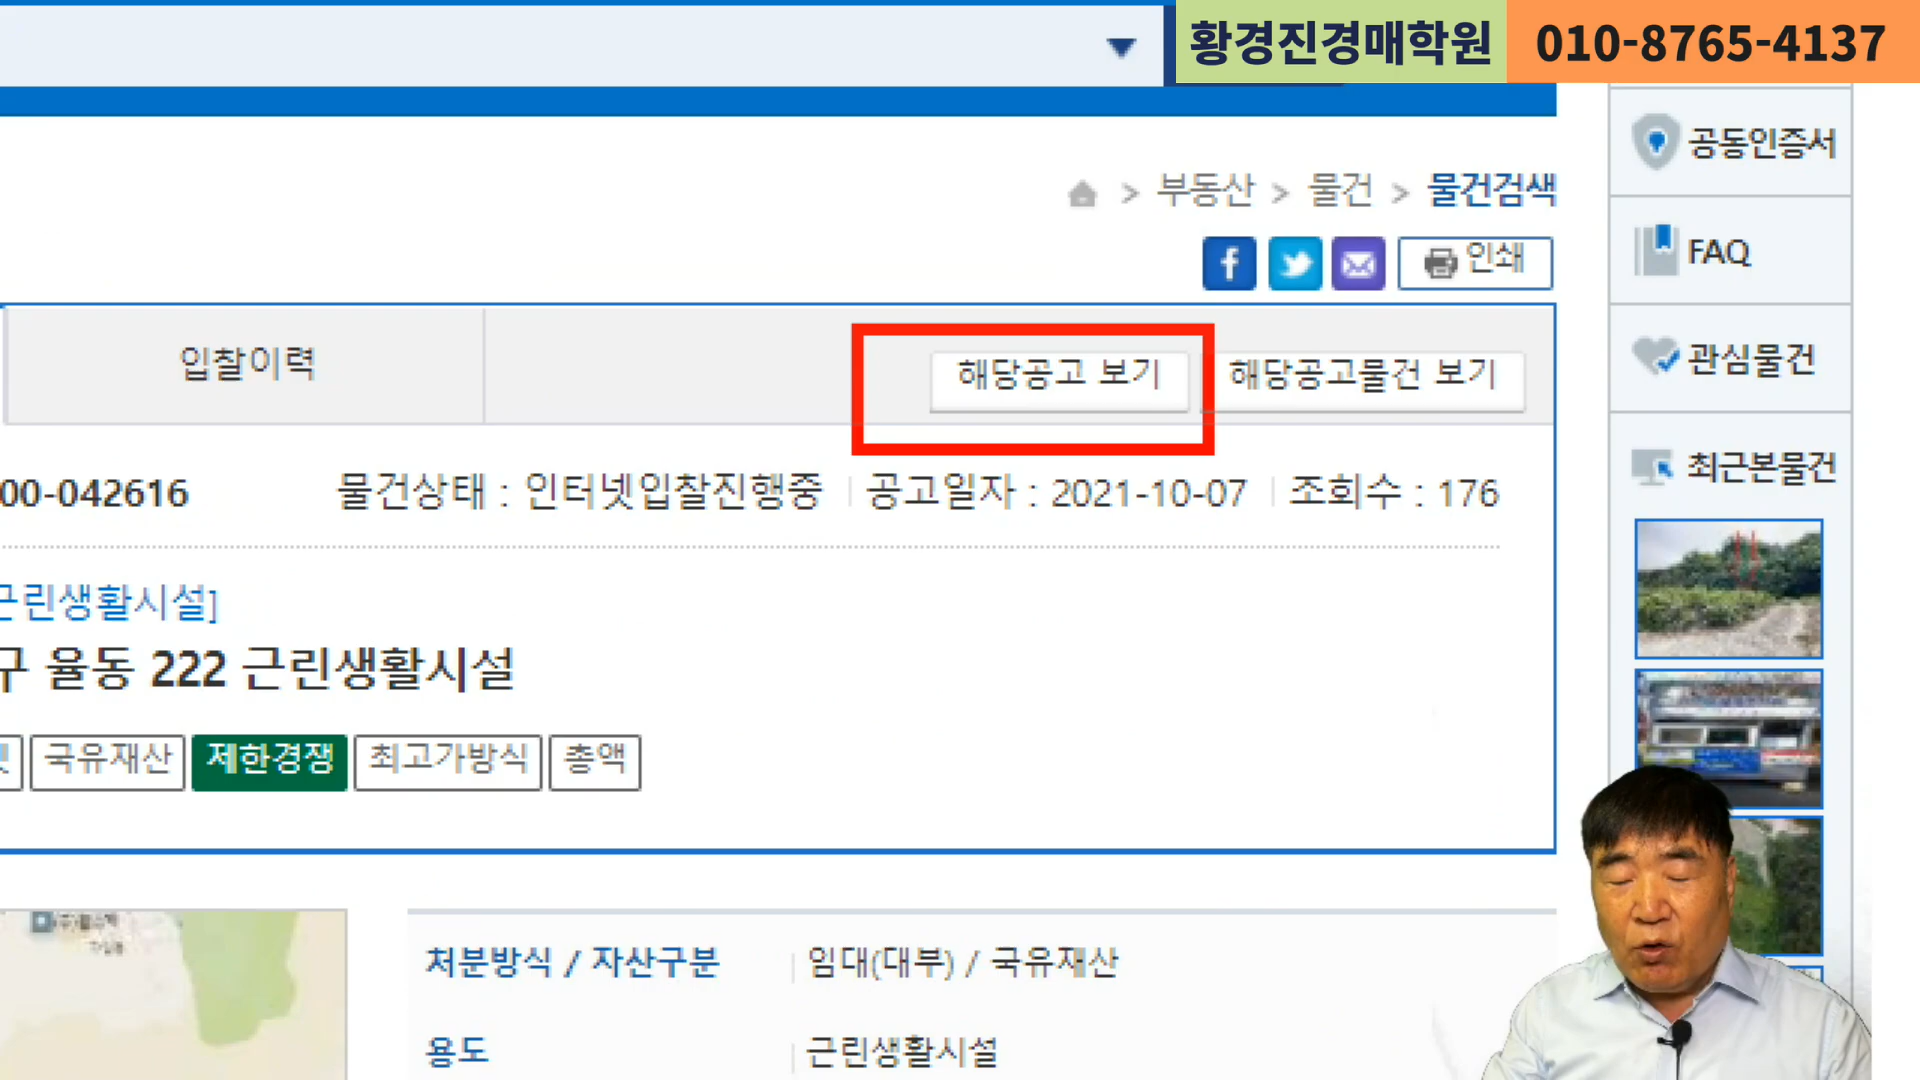 황경진경매학원 010-8765-4137
공동인증서
> 부동산 > 물건 > 물건검색
FAQ
인쇄
입찰이력
해당공고 보기
해당공고물건 보기
관심물건
최근본물건
00-042616
물건상태 : 인터넷입찰진행중
공고일자 : 2021-10-07
조회수 : 176
근린생활시설]
구 율동 222 근린생활시설
국유재산 제한경쟁 최고가방식 총액
처분방식 / 자산구분 임대(대부) / 국유재산
용도 근린생활시설